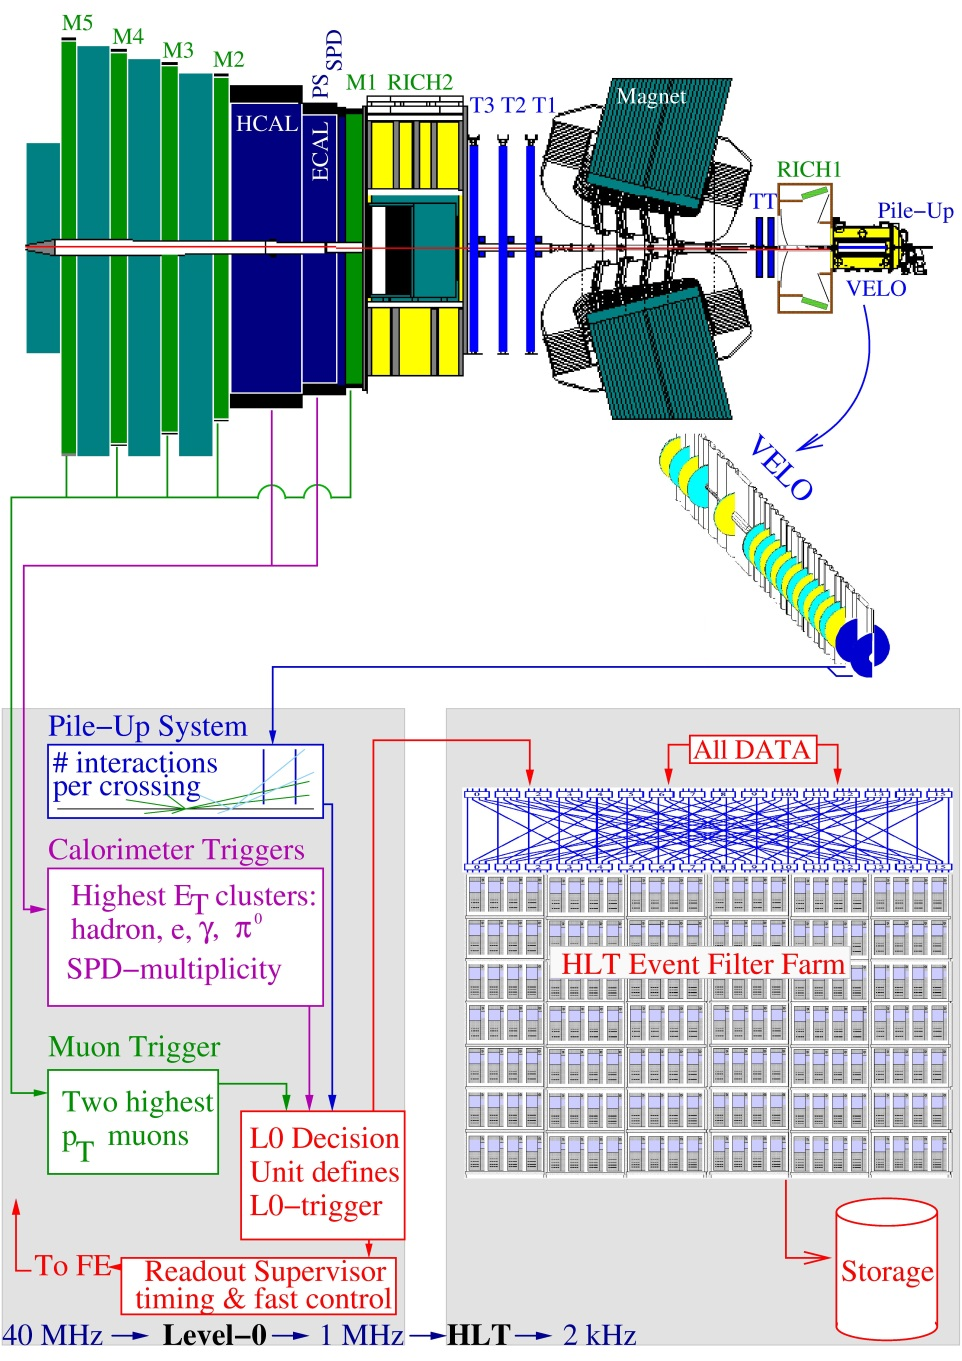 M5
M4
M3
M2
PS
SPD
M1
RICH2
T3
T2
T1
HCAL
ECAL
Magnet
RICH1
TT
Pile-Up
VELO
VELO
Pile-Up System
# interactions
per crossing
Calorimeter Triggers
Highest ET clusters:
hadron, e, γ, π0
SPD-multiplicity
Muon Trigger
Two highest
pT muons
L0 Decision
Unit defines
L0-trigger
To FE
Readout Supervisor
timing & fast control
All DATA
HLT Event Filter Farm
Storage
40 MHz Level-0 1 MHz HLT 2 kHz